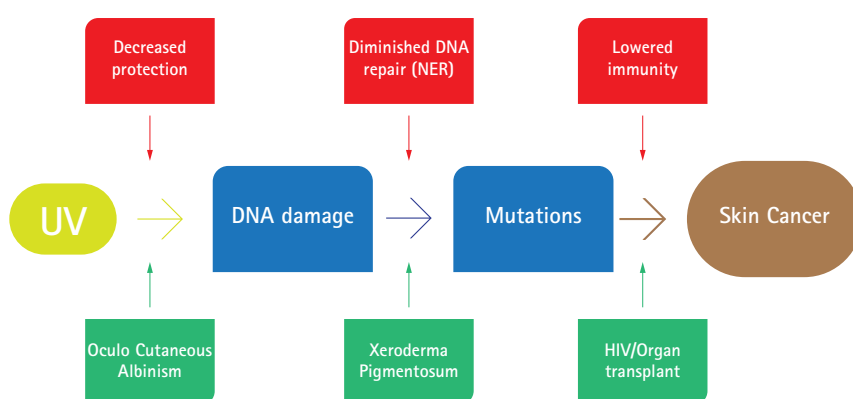 Decreased
protection
Diminished DNA
repair (NER)
Lowered
immunity
UV
DNA damage
Mutations
Skin Cancer
Oculo Cutaneous
Albinism
Xeroderma
Pigmentosum
HIV/Organ
transplant